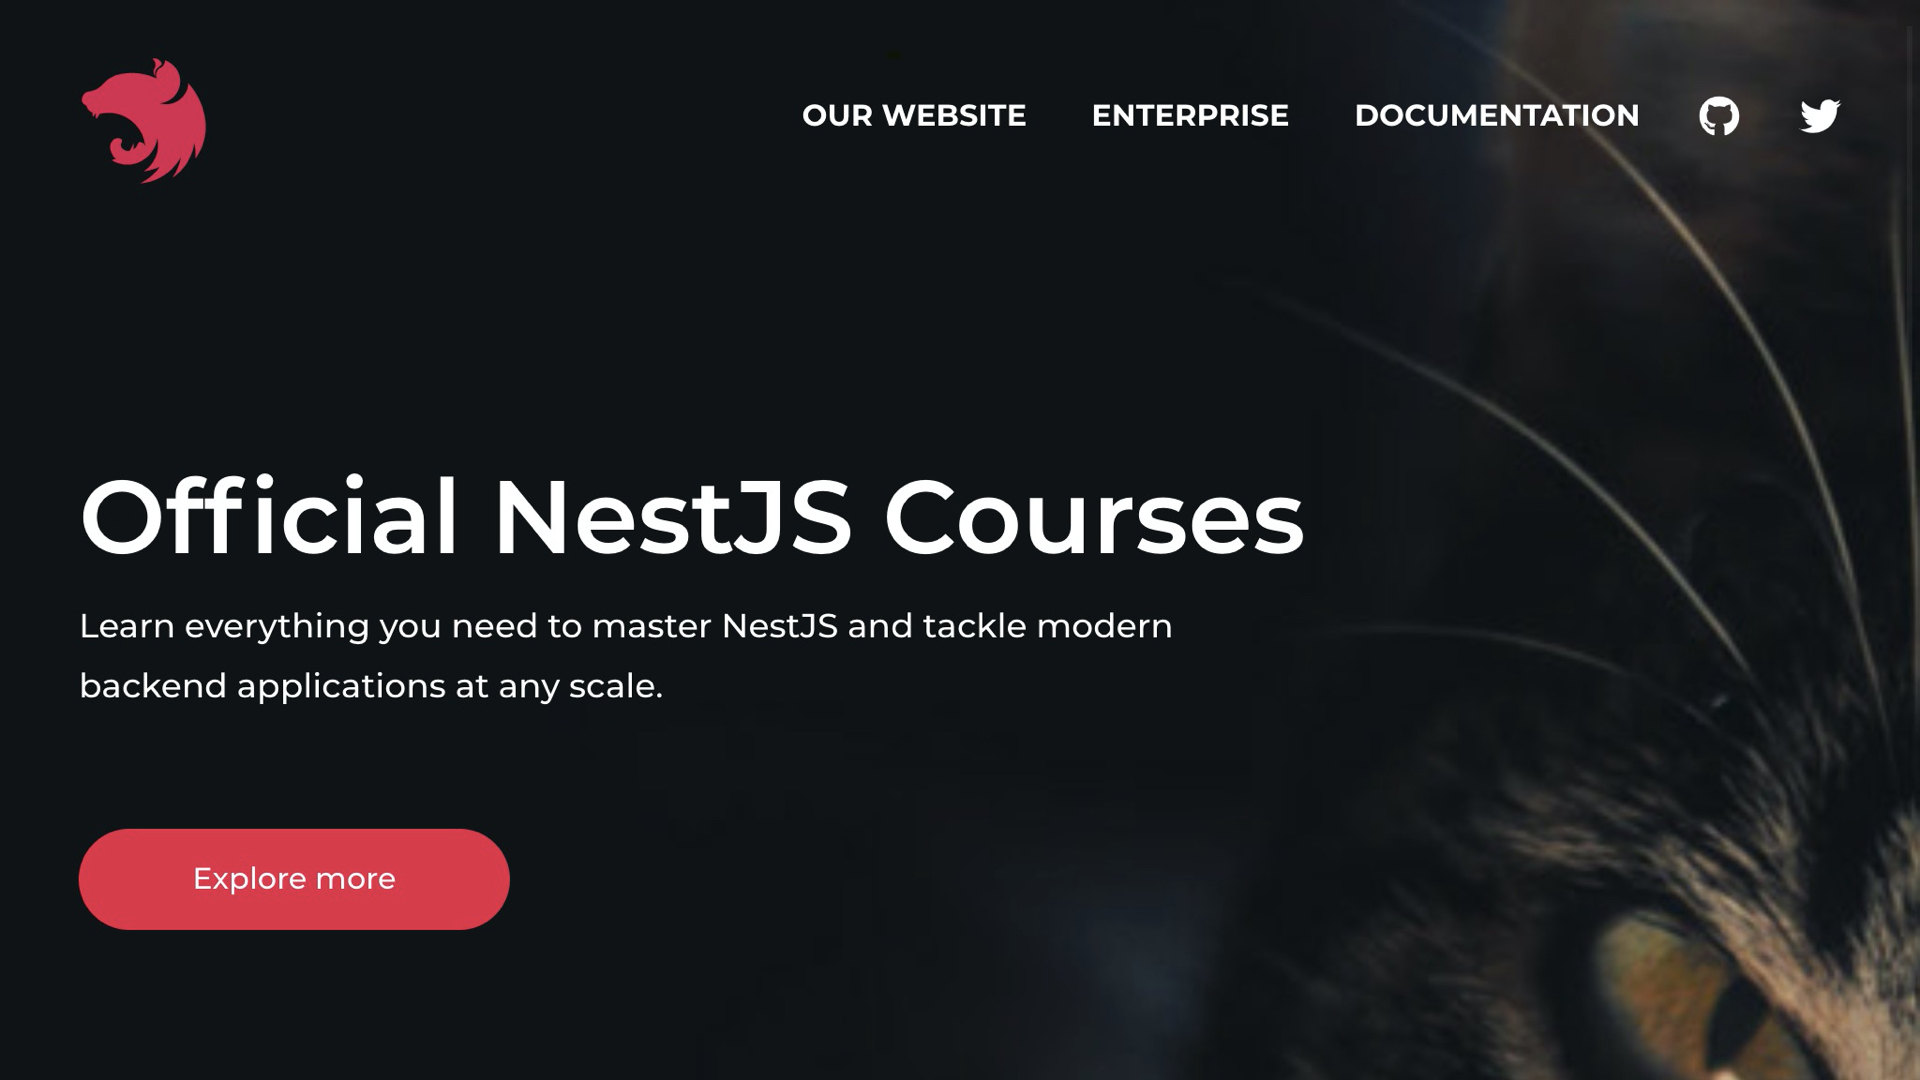 OUR WEBSITE ENTERPRISE DOCUMENTATION
Official NestJS Courses
Learn everything you need to master NestJS and tackle modern
backend applications at any scale.
Explore more